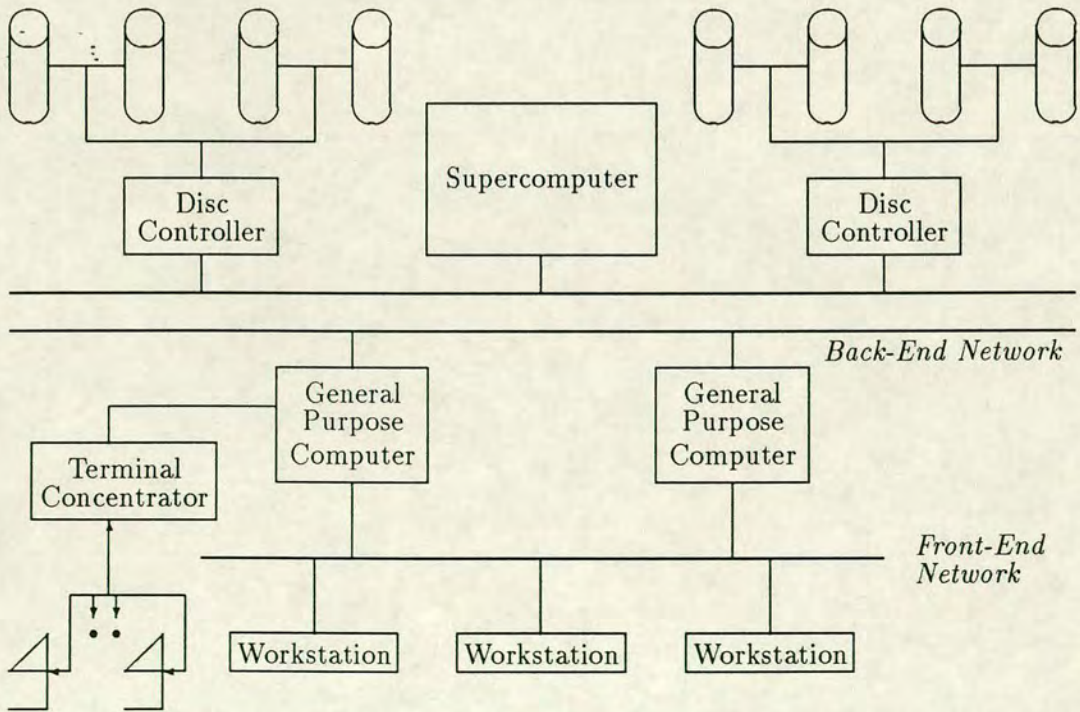 Supercomputer
Disc
Controller
Disc
Controller
Back-End Network
General
Purpose
Computer
General
Purpose
Computer
Terminal
Concentrator
Front-End
Network
Workstation
Workstation
Workstation